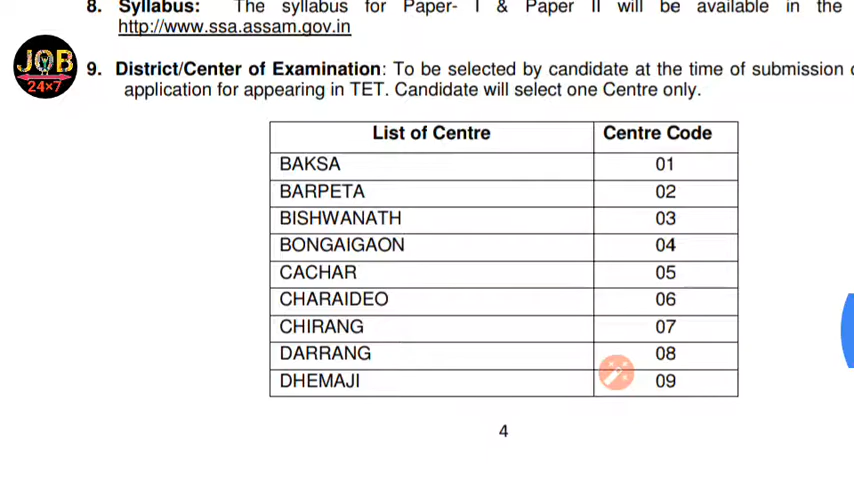 8. Syllabus: The syllabus for Paper- I & Paper II will be available in the
http://www.ssa.assam.gov.in
JOB
24×7
9. District/Center of Examination: To be selected by candidate at the time of submission
application for appearing in TET. Candidate will select one Centre only.
List of Centre Centre Code
BAKSA 01
BARPETA 02
BISHWANATH 03
BONGAIGAON 04
CACHAR 05
CHARAIDEO 06
CHIRANG 07
DARRANG 08
DHEMAJI 09
4